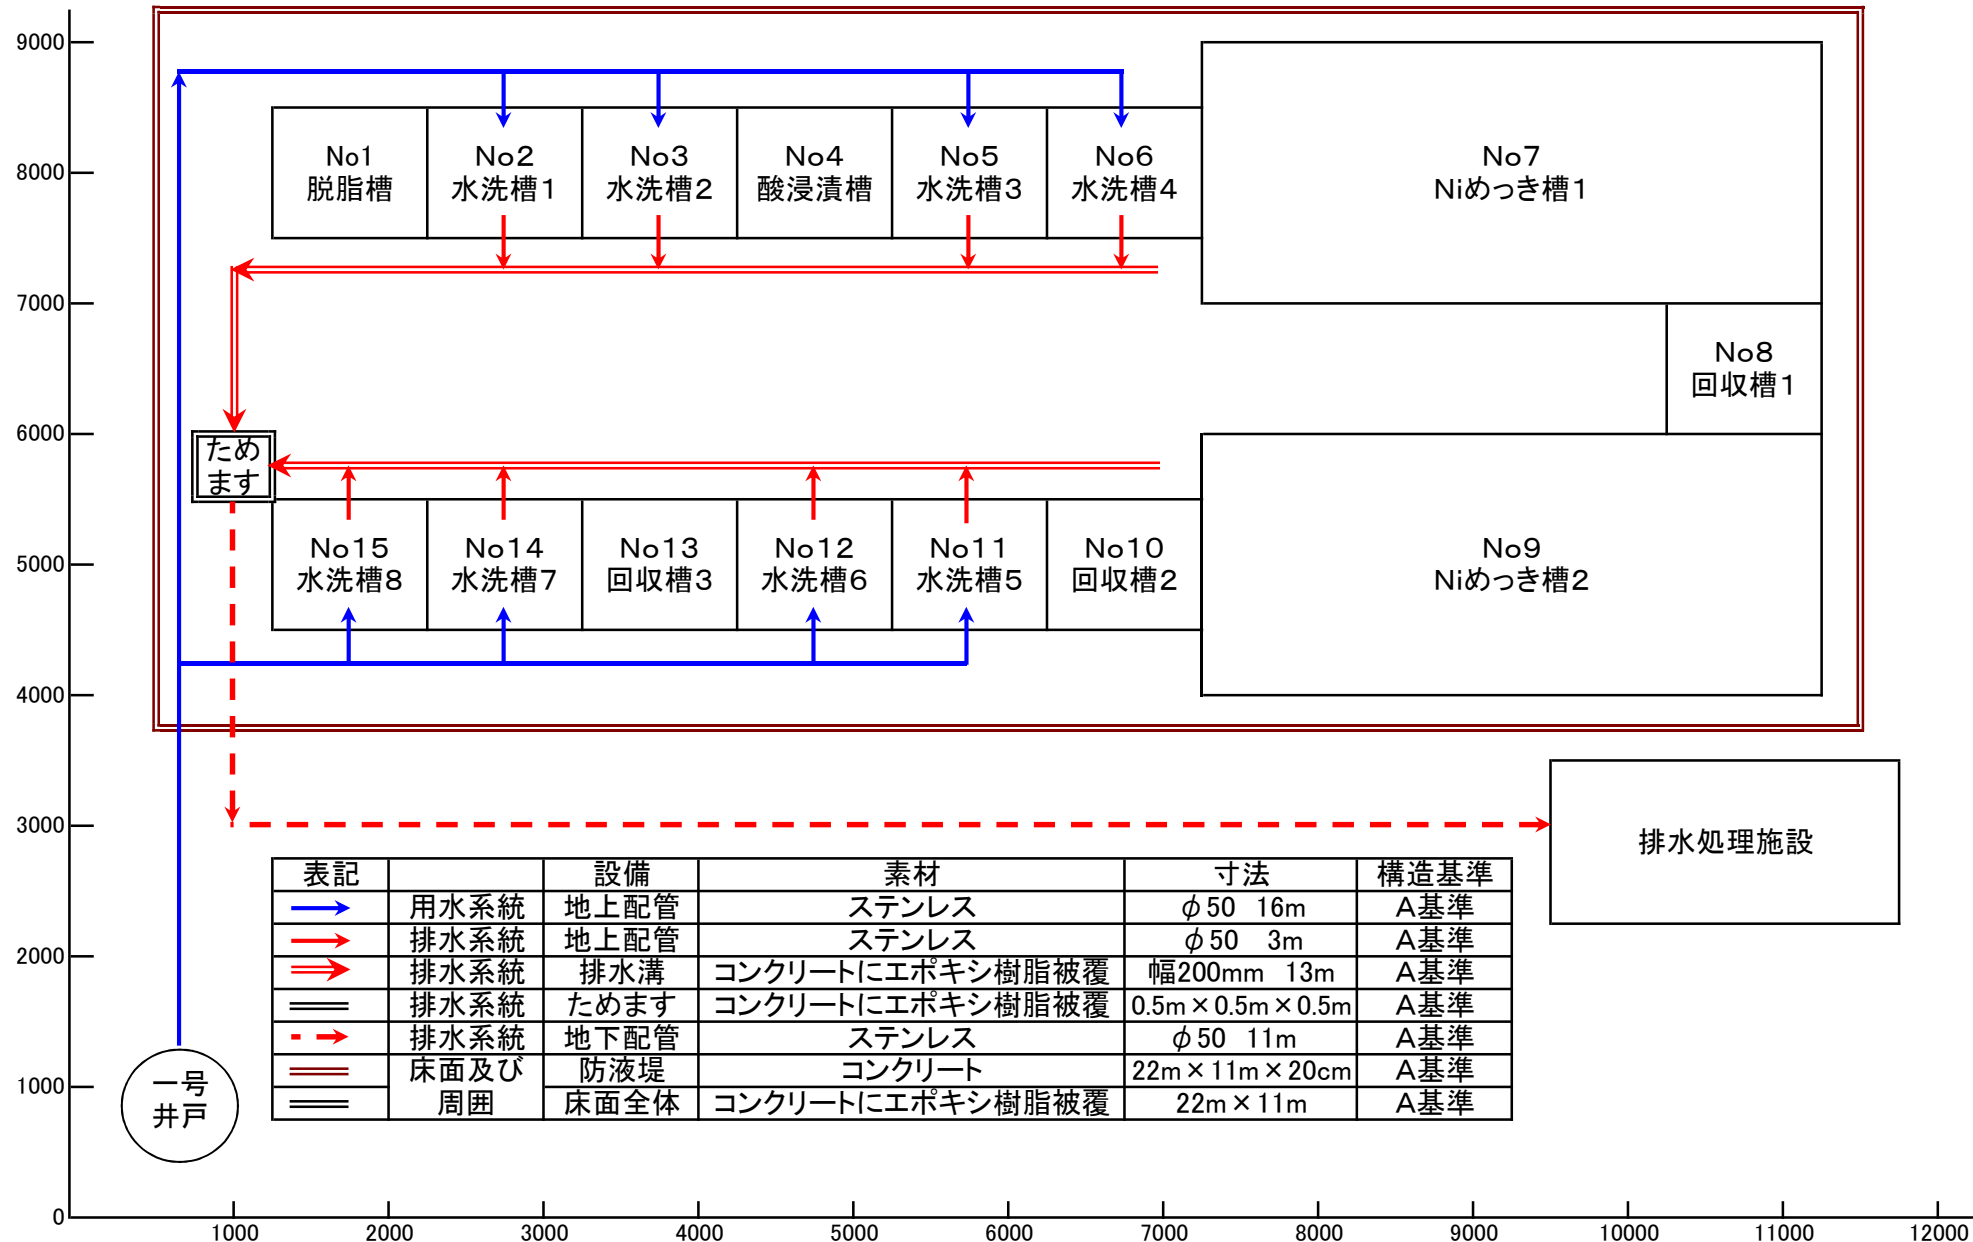 9000
8000
7000
6000
5000
4000
3000
2000
1000
0
No1
脱脂槽
No2
水洗槽1
No3
水洗槽2
No4
酸浸漬槽
No5
水洗槽3
No6
水洗槽4
No7
Niめっき槽1
No8
回収槽1
ため
ます
No15
水洗槽8
No14
水洗槽7
No13
回収槽3
No12
水洗槽6
No11
水洗槽5
No10
回収槽2
No9
Niめっき槽2
排水処理施設
表記 設備 素材 寸法 構造基準
用水系統 地上配管 ステンレス φ50 16m A基準
排水系統 地上配管 ステンレス φ50 3m A基準
排水系統 排水溝 コンクリートにエポキシ樹脂被覆 幅200mm 13m A基準
排水系統 ためます コンクリートにエポキシ樹脂被覆 0.5m×0.5m×0.5m A基準
排水系統 地下配管 ステンレス φ50 11m A基準
床面及び 防液堤 コンクリート 22m×11m×20cm A基準
周囲 床面全体 コンクリートにエポキシ樹脂被覆 22m×11m A基準
一号
井戸
1000 2000 3000 4000 5000 6000 7000 8000 9000 10000 11000 12000